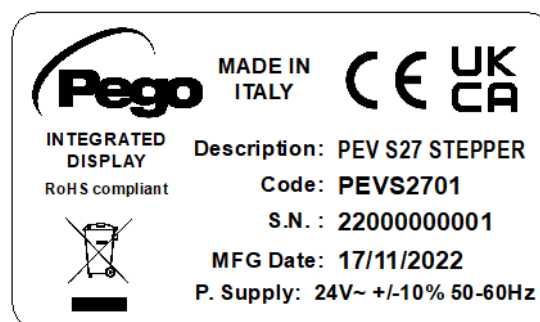 Pego
MADE IN
ITALY
CE UK
CA
INTEGRATED
DISPLAY
RoHS compliant
Description: PEV S27 STEPPER
Code: PEVS2701
S.N. : 22000000001
MFG Date: 17/11/2022
P. Supply: 24V~ +/-10% 50-60Hz